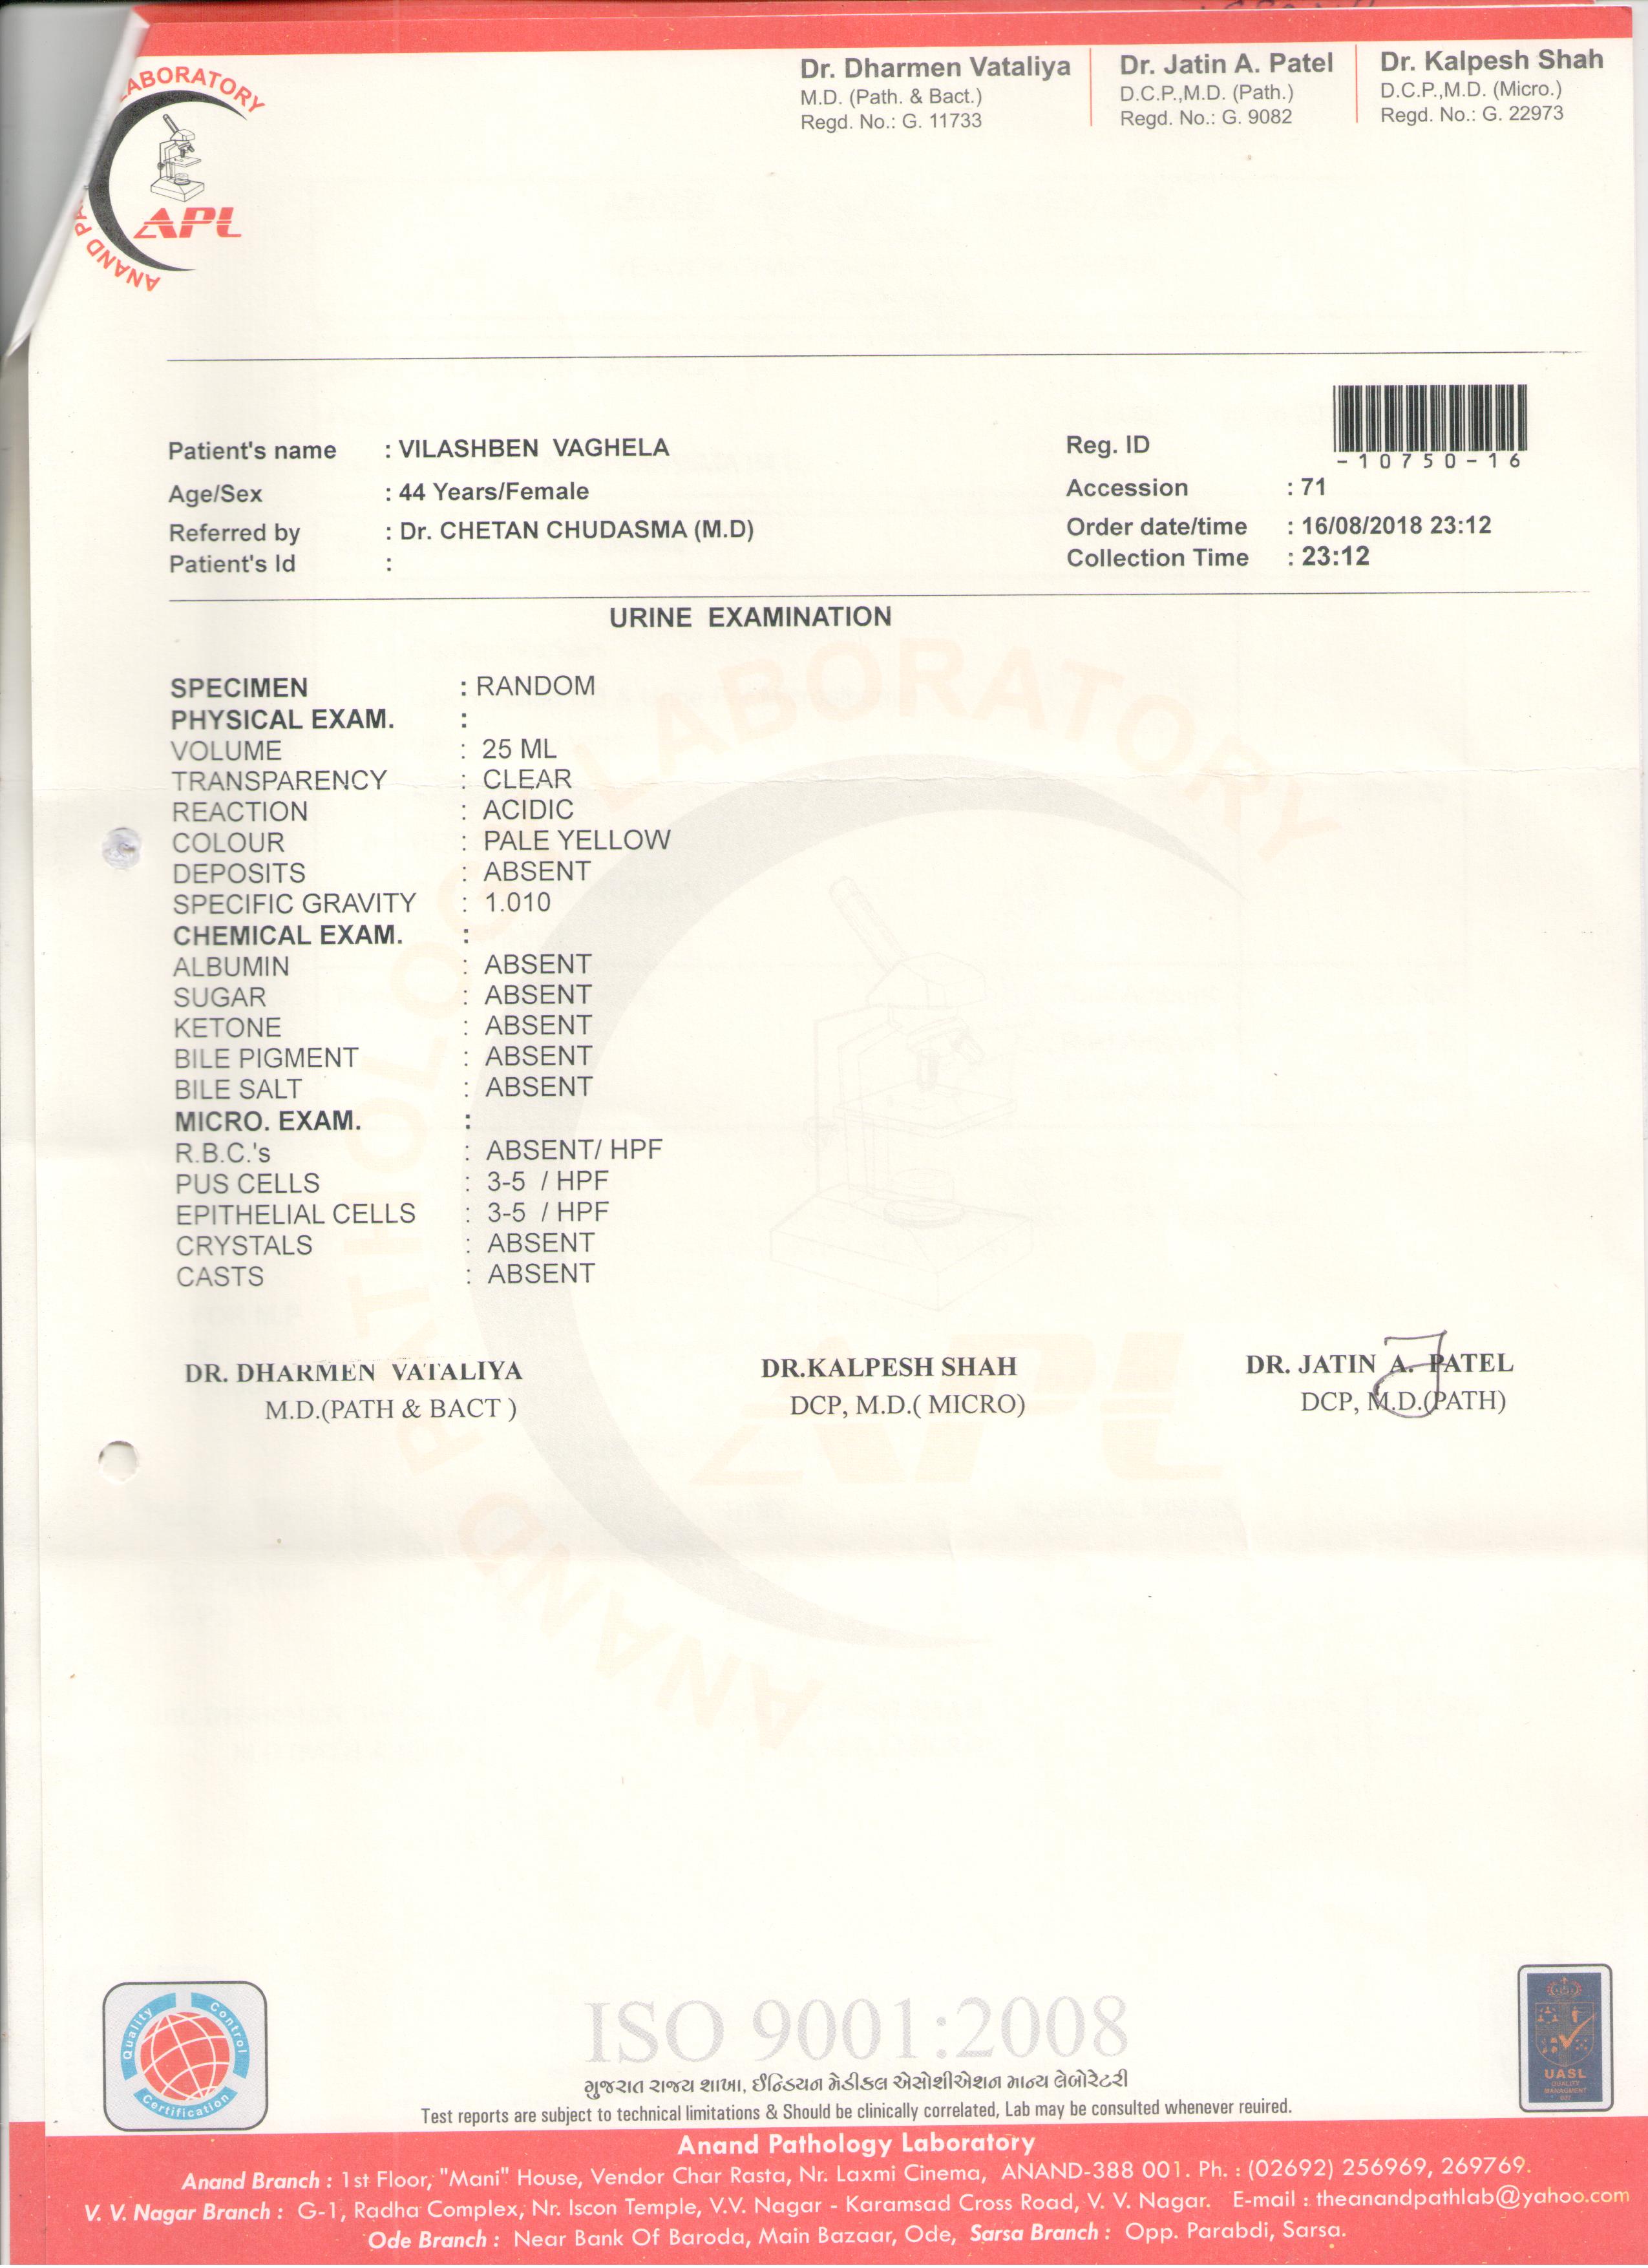 LABORATORY
ANAND PA
APL
Dr. Dharmen Vataliya
M.D. (Path. & Bact.)
Regd. No.: G. 11733
Dr. Jatin A. Patel
D.C.P.,M.D. (Path.)
Regd. No.: G. 9082
Dr. Kalpesh Shah
D.C.P.,M.D. (Micro.)
Regd. No.: G. 22973
Patient's name : VILASHBEN VAGHELA
Age/Sex : 44 Years/Female
Referred by : Dr. CHETAN CHUDASMA (M.D)
Patient's Id :
Reg. ID -10750-16
Accession : 71
Order date/time : 16/08/2018 23:12
Collection Time : 23:12
URINE EXAMINATION
SPECIMEN : RANDOM
PHYSICAL EXAM. :
VOLUME : 25 ML
TRANSPARENCY : CLEAR
REACTION : ACIDIC
COLOUR : PALE YELLOW
DEPOSITS : ABSENT
SPECIFIC GRAVITY : 1.010
CHEMICAL EXAM. :
ALBUMIN : ABSENT
SUGAR : ABSENT
KETONE : ABSENT
BILE PIGMENT : ABSENT
BILE SALT : ABSENT
MICRO. EXAM. :
R.B.C.'s : ABSENT/ HPF
PUS CELLS : 3-5 / HPF
EPITHELIAL CELLS : 3-5 / HPF
CRYSTALS : ABSENT
CASTS : ABSENT
DR. DHARMEN VATALIYA
M.D.(PATH & BACT )
DR.KALPESH SHAH
DCP, M.D.( MICRO)
DR. JATIN A. PATEL
DCP, M.D.(PATH)
ANAND PATHOLOGY LABORATORY
APL
Quality Control
Certification
ISO 9001:2008
ગુજરાત રાજ્ય શાખા, ઈન્ડિયન મેડીકલ એસોશીએશન માન્ય લેબોરેટરી
Test reports are subject to technical limitations & Should be clinically correlated, Lab may be consulted whenever reuired.
UASL
QUALITY
MANAGMENT
Anand Pathology Laboratory
Anand Branch : 1st Floor, "Mani" House, Vendor Char Rasta, Nr. Laxmi Cinema, ANAND-388 001. Ph. : (02692) 256969, 269769.
V. V. Nagar Branch : G-1, Radha Complex, Nr. Iscon Temple, V.V. Nagar - Karamsad Cross Road, V. V. Nagar. E-mail : theanandpathlab@yahoo.com
Ode Branch : Near Bank Of Baroda, Main Bazaar, Ode, Sarsa Branch : Opp. Parabdi, Sarsa.